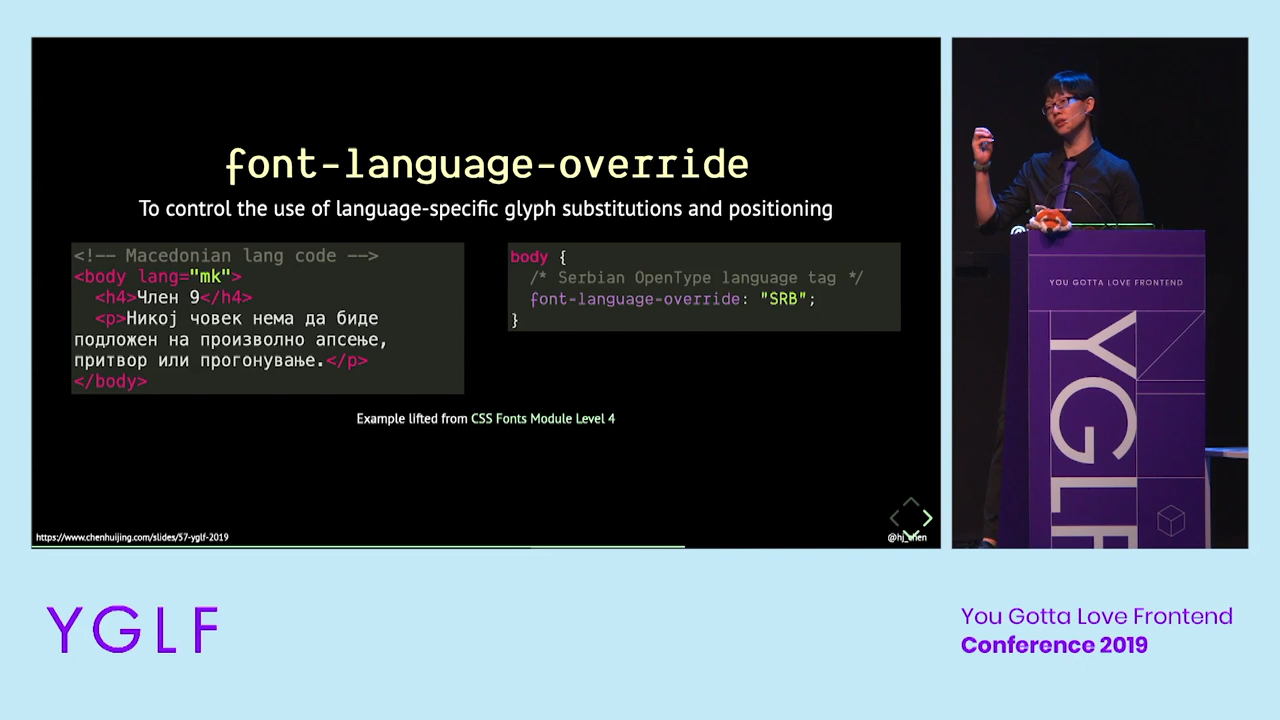 font-language-override
To control the use of language-specific glyph substitutions and positioning
<!-- Macedonian lang code -->
<body lang="mk">
<h4>Член 9</h4>
<p>Никој човек нема да биде
подложен на произволно апсење,
притвор или прогонување.</p>
</body>
body {
/* Serbian OpenType language tag */
font-language-override: "SRB";
}
Example lifted from CSS Fonts Module Level 4
https://www.chenhuijing.com/slides/57-yglf-2019
@hj_chen
YOU GOTTA LOVE FRONTEND
YGLF
YGLF
You Gotta Love Frontend
Conference 2019